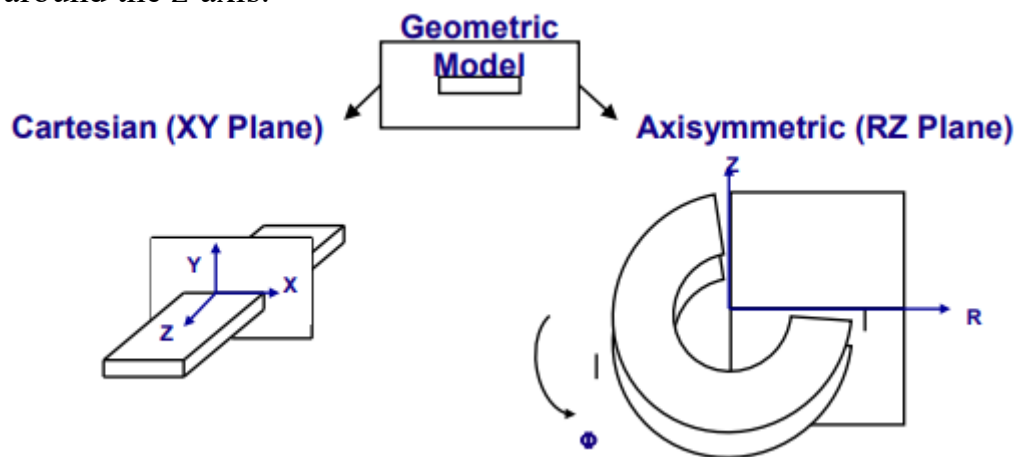 around the z-axis.
Geometric
Model
Cartesian (XY Plane)
Axisymmetric (RZ Plane)
Z
Y
X
Z
R
Φ